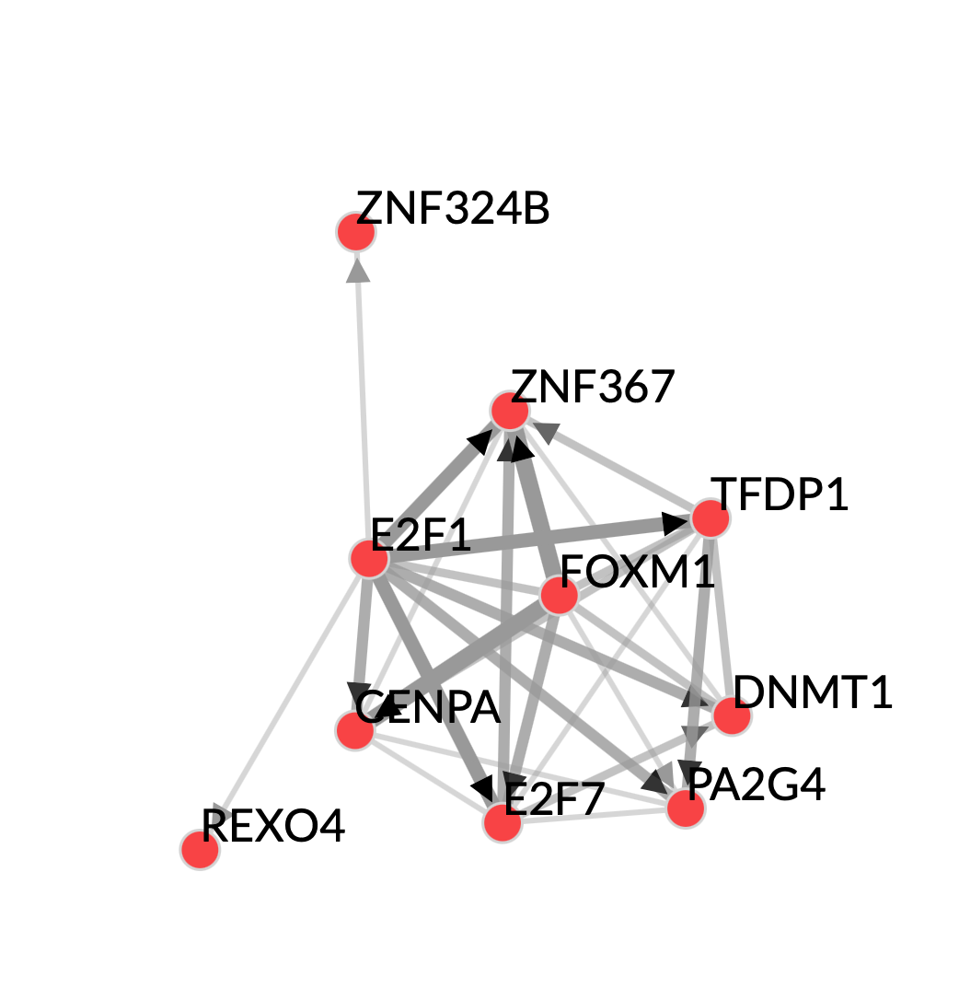 ZNF324B
ZNF367
TFDP1
E2F1
FOXM1
DNMT1
CENPA
PA2G4
E2F7
REXO4